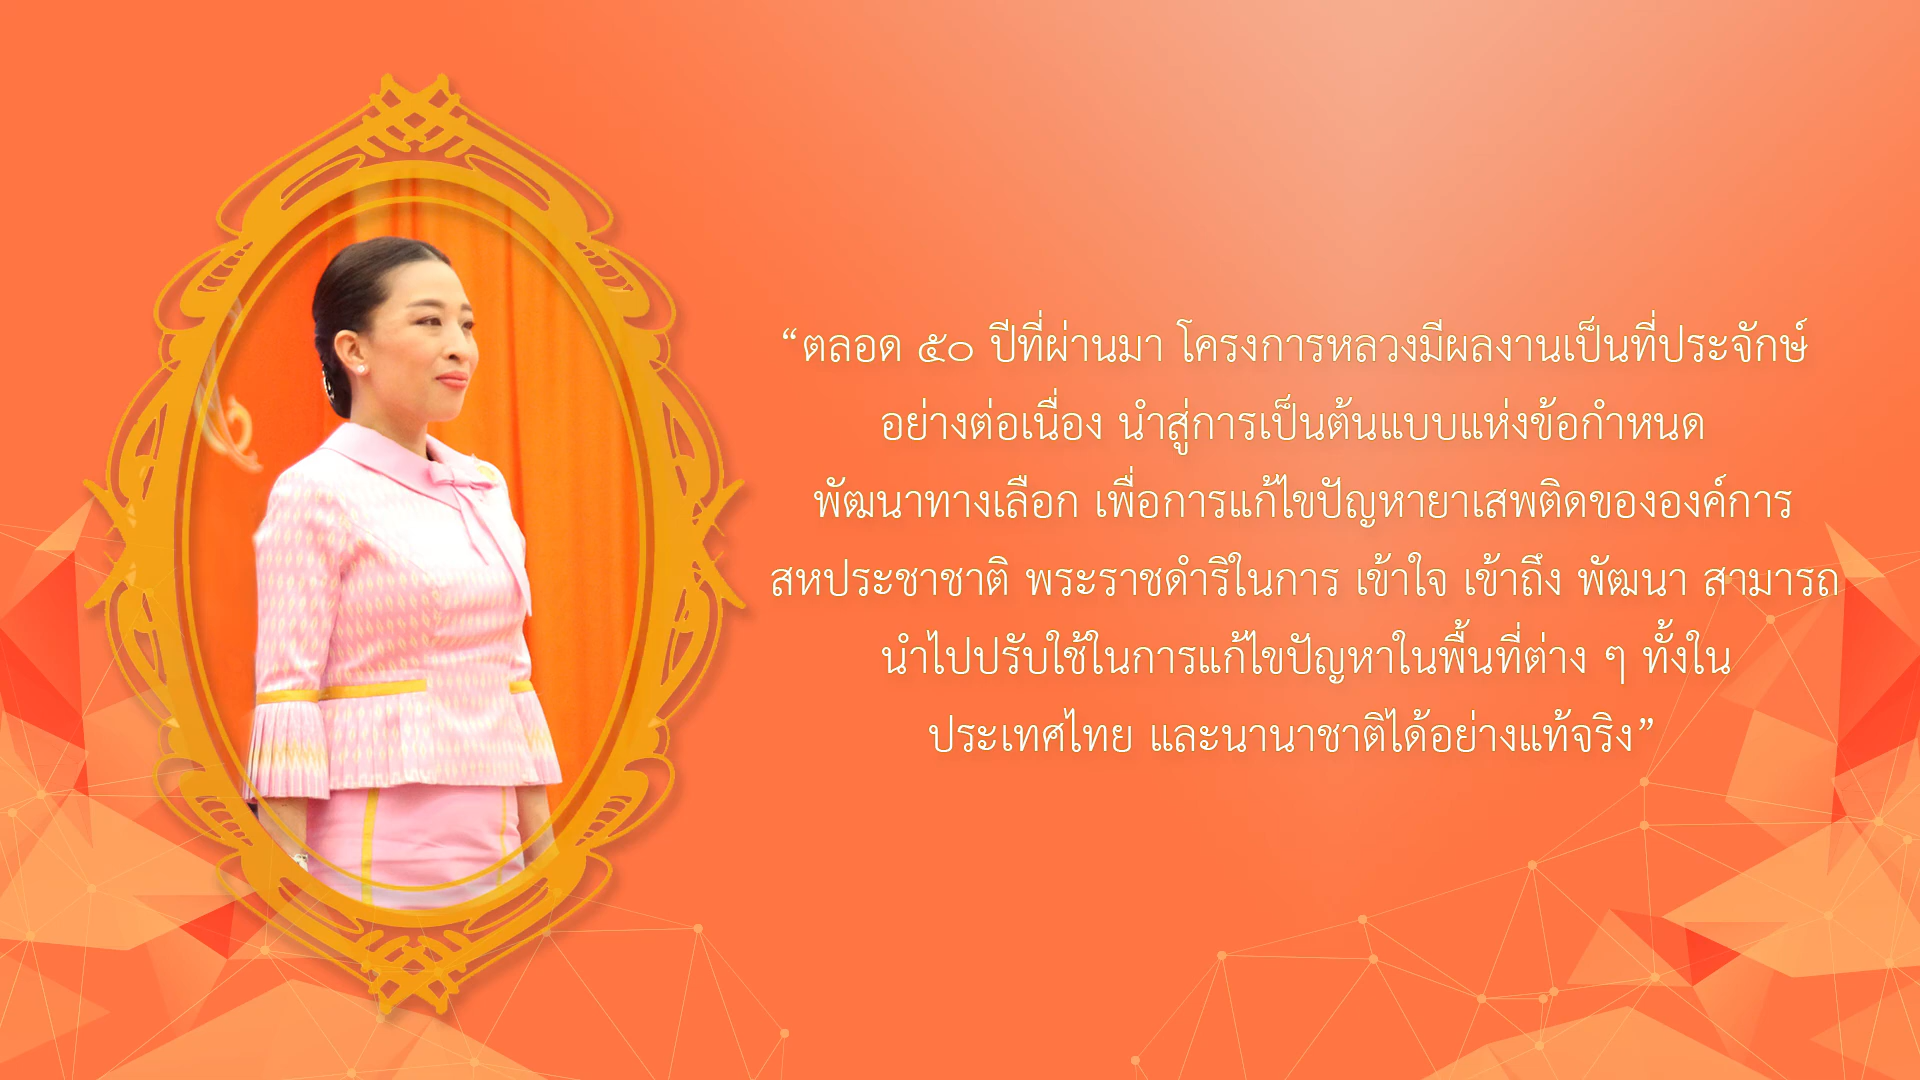 “ตลอด ๕๐ ปีที่ผ่านมา โครงการหลวงมีผลงานเป็นที่ประจักษ์
อย่างต่อเนื่อง นำสู่การเป็นต้นแบบแห่งข้อกำหนด
พัฒนาทางเลือก เพื่อการแก้ไขปัญหายาเสพติดขององค์การ
สหประชาชาติ พระราชดำริในการ เข้าใจ เข้าถึง พัฒนา สามารถ
นำไปปรับใช้ในการแก้ไขปัญหาในพื้นที่ต่าง ๆ ทั้งใน
ประเทศไทย และนานาชาติได้อย่างแท้จริง”